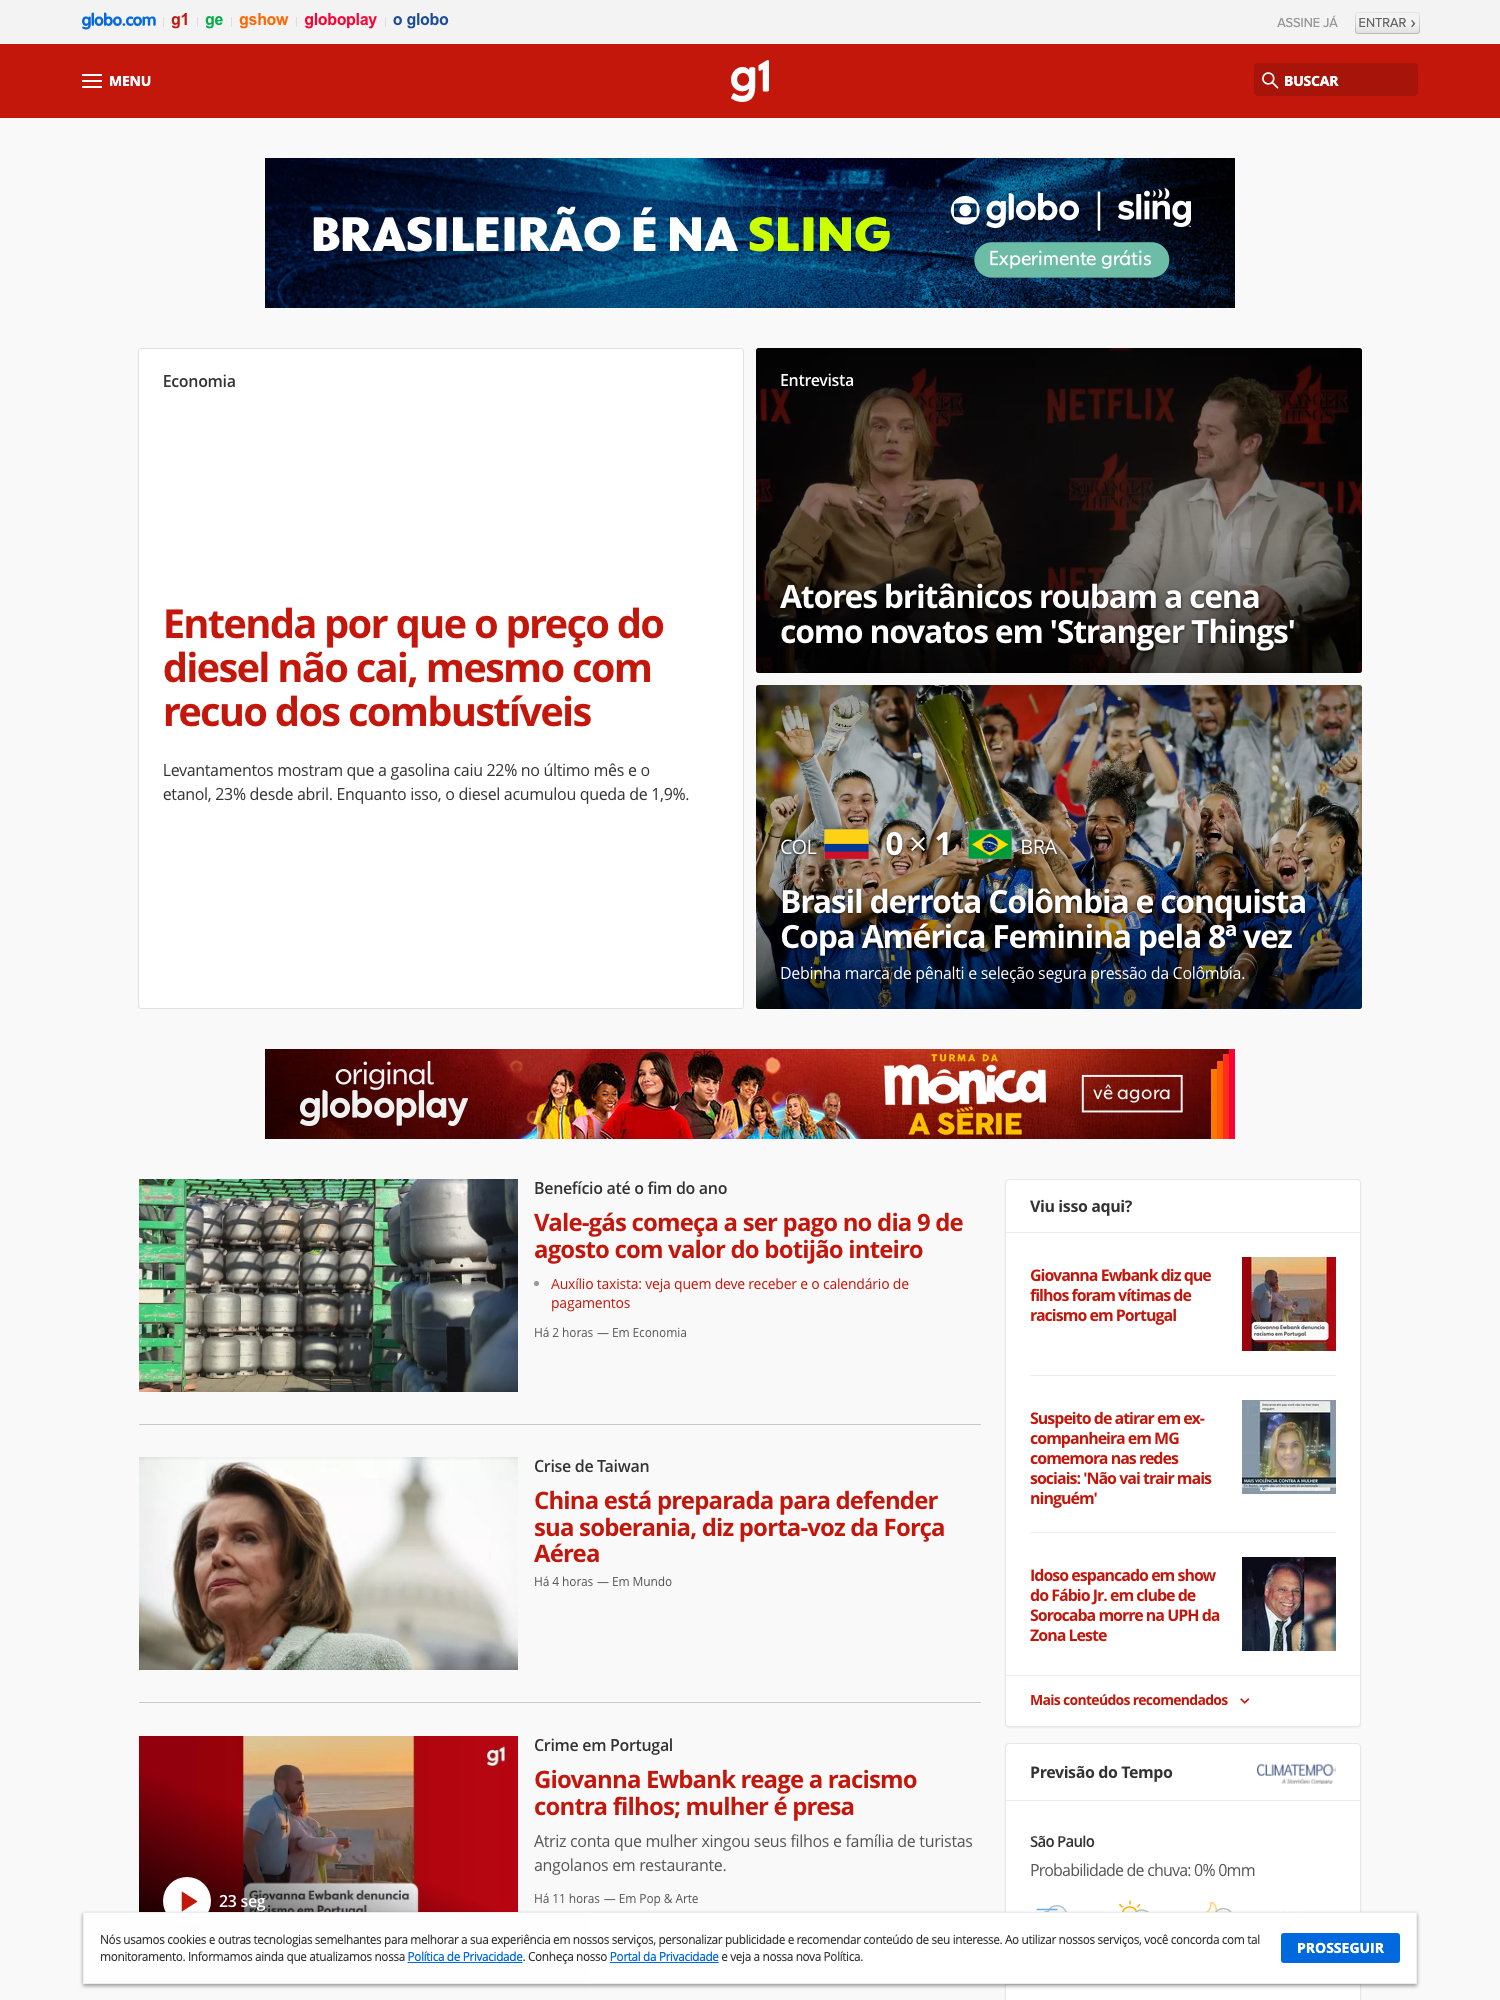 globo.com g1 ge gshow globoplay o globo
ASSINE JÁ ENTRAR ›
MENU
g1
BUSCAR
BRASILEIRÃO É NA SLING
globo | sling
Experimente grátis
Economia
Entenda por que o preço do
diesel não cai, mesmo com
recuo dos combustíveis
Levantamentos mostram que a gasolina caiu 22% no último mês e o
etanol, 23% desde abril. Enquanto isso, o diesel acumulou queda de 1,9%.
Entrevista
NETFLIX
Atores britânicos roubam a cena
como novatos em 'Stranger Things'
COL 0 × 1 BRA
Brasil derrota Colômbia e conquista
Copa América Feminina pela 8ª vez
Debinha marca de pênalti e seleção segura pressão da Colômbia.
original
globoplay
TURMA DA
Mônica
A SÉRIE
vê agora
Benefício até o fim do ano
Vale-gás começa a ser pago no dia 9 de
agosto com valor do botijão inteiro
Auxílio taxista: veja quem deve receber e o calendário de
pagamentos
Há 2 horas — Em Economia
Crise de Taiwan
China está preparada para defender
sua soberania, diz porta-voz da Força
Aérea
Há 4 horas — Em Mundo
g1
Giovanna Ewbank denuncia
racismo em Portugal
23 seg
Crime em Portugal
Giovanna Ewbank reage a racismo
contra filhos; mulher é presa
Atriz conta que mulher xingou seus filhos e família de turistas
angolanos em restaurante.
Há 11 horas — Em Pop & Arte
Viu isso aqui?
Giovanna Ewbank diz que
filhos foram vítimas de
racismo em Portugal
Giovanna Ewbank denuncia
racismo em Portugal
Suspeito de atirar em ex-
companheira em MG
comemora nas redes
sociais: 'Não vai trair mais
ninguém'
MAIS VIOLÊNCIA CONTRA A MULHER
Idoso espancado em show
do Fábio Jr. em clube de
Sorocaba morre na UPH da
Zona Leste
Mais conteúdos recomendados
Previsão do Tempo
CLIMATEMPO
A StormGeo Company
São Paulo
Probabilidade de chuva: 0% 0mm
Nós usamos cookies e outras tecnologias semelhantes para melhorar a sua experiência em nossos serviços, personalizar publicidade e recomendar conteúdo de seu interesse. Ao utilizar nossos serviços, você concorda com tal
monitoramento. Informamos ainda que atualizamos nossa Política de Privacidade. Conheça nosso Portal da Privacidade e veja a nossa nova Política.
PROSSEGUIR